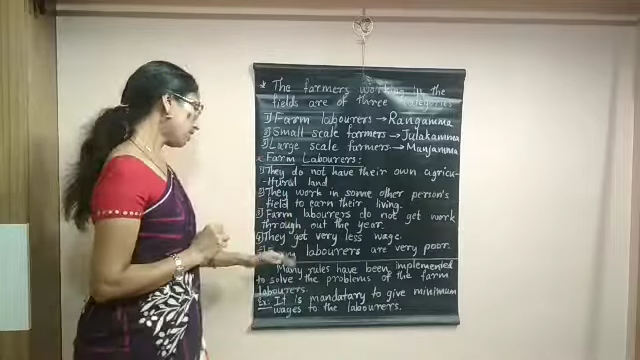 * The farmers working in the
fields are of three categories
1) Farm labourers → Rangamma
2) Small scale farmers → Julakamma
3) Large scale farmers → Manjamma
* Farm Labourers:
1) They do not have their own agricu-
-ltural land
2) They work in some other person's
field to earn their living.
3) Farm labourers do not get work
through out the year.
4) They got very less wage.
labourers are very poor.
Many rules have been implemented
to solve the problems of the farm
labourers.
Ex: It is mandatary to give minimum
wages to the labourers.